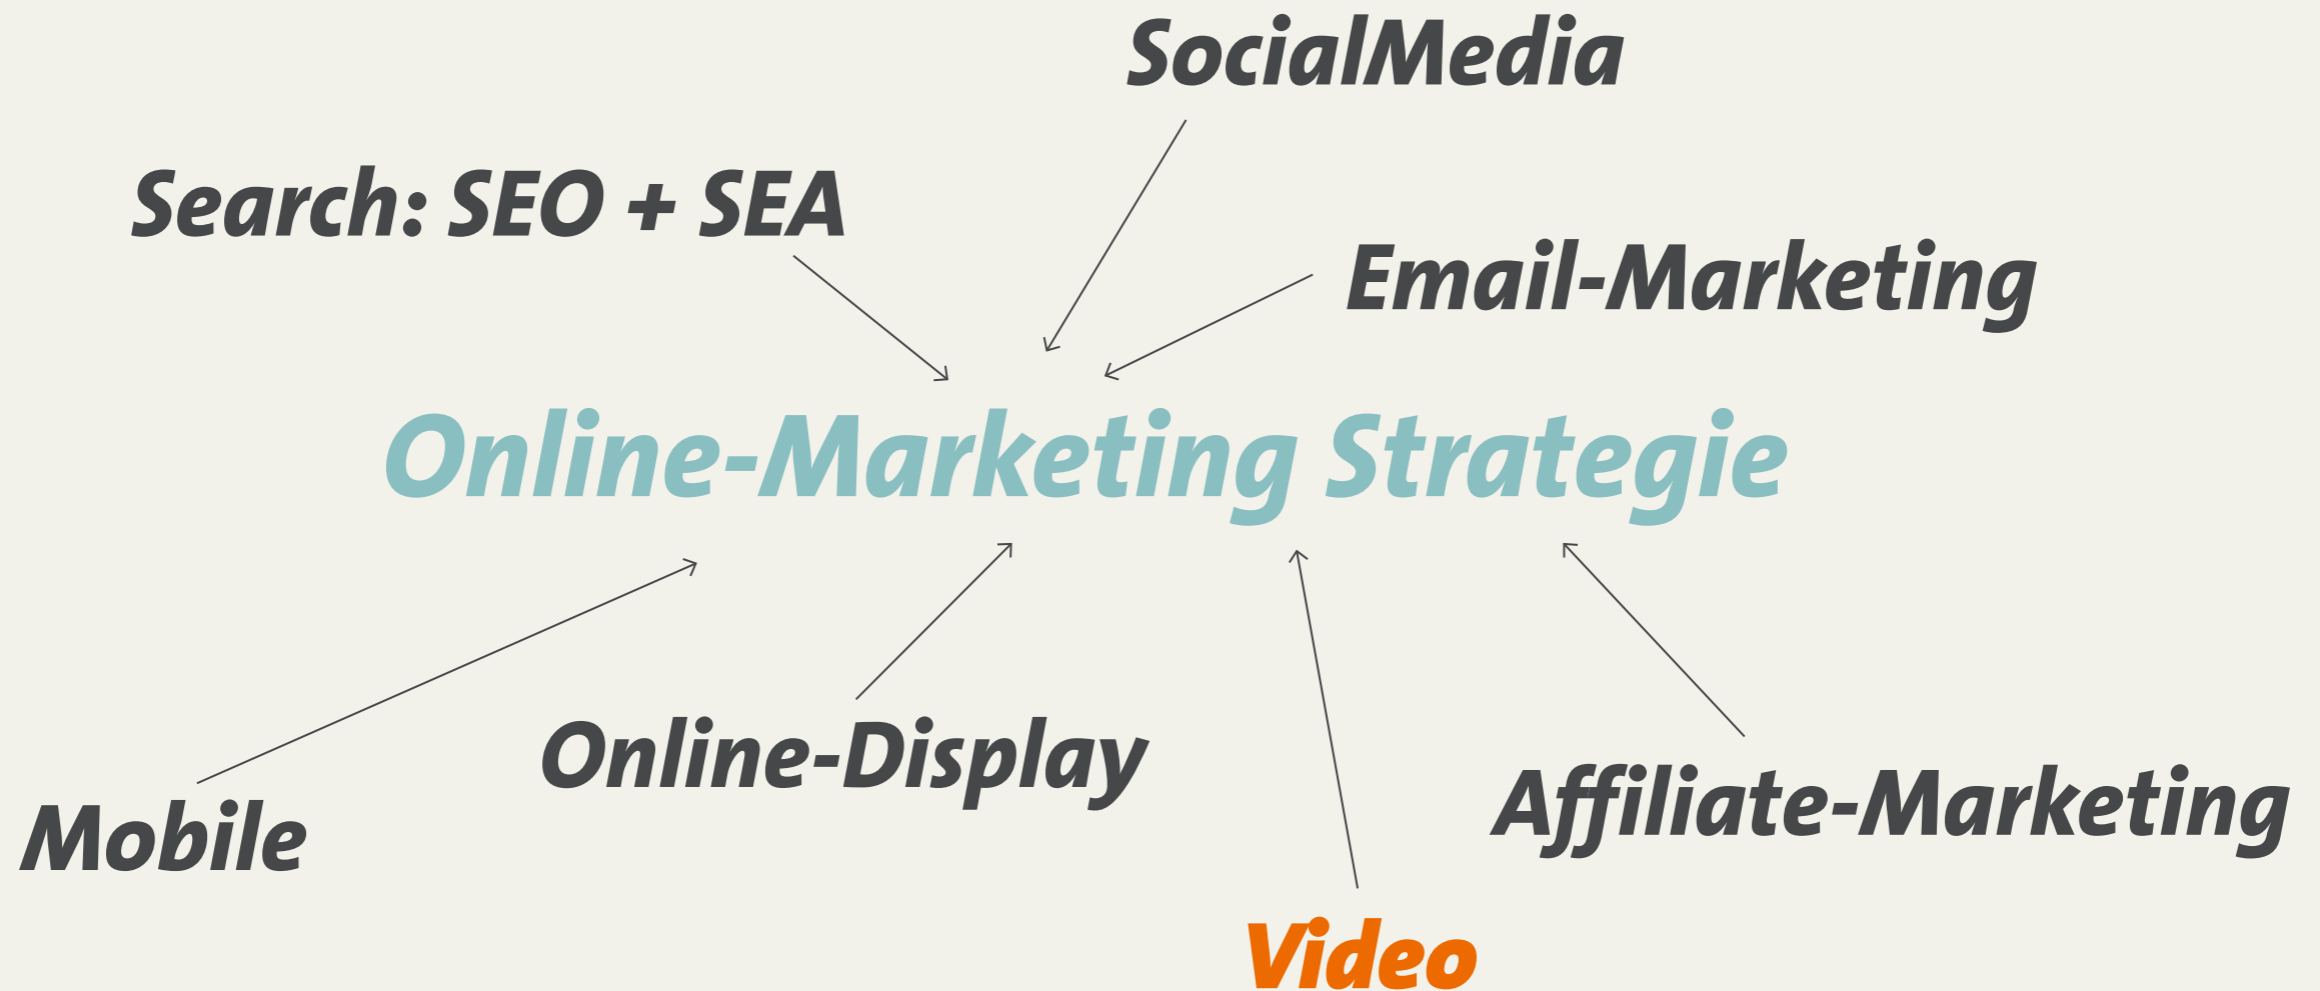 SocialMedia
Search: SEO + SEA
Email-Marketing
Online-Marketing Strategie
Online-Display
Affiliate-Marketing
Mobile
Video